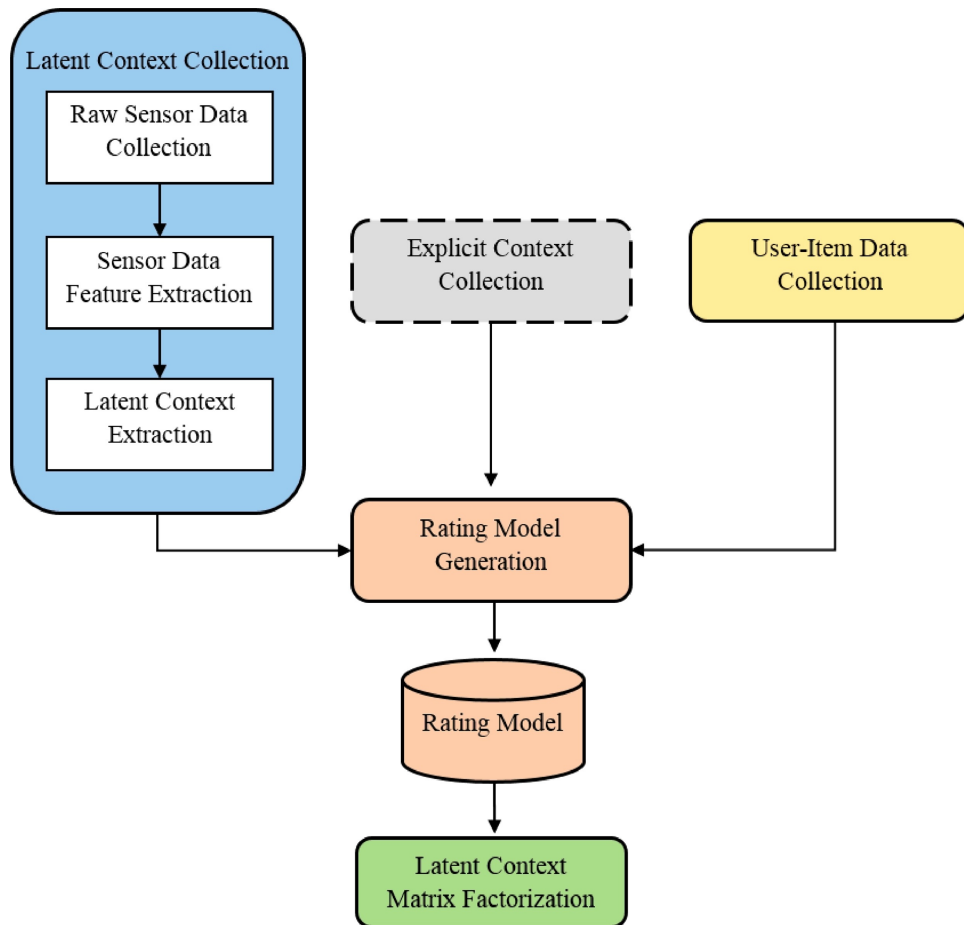 Latent Context Collection
Raw Sensor Data
Collection
Sensor Data
Feature Extraction
Latent Context
Extraction
Explicit Context
Collection
User-Item Data
Collection
Rating Model
Generation
Rating Model
Latent Context
Matrix Factorization